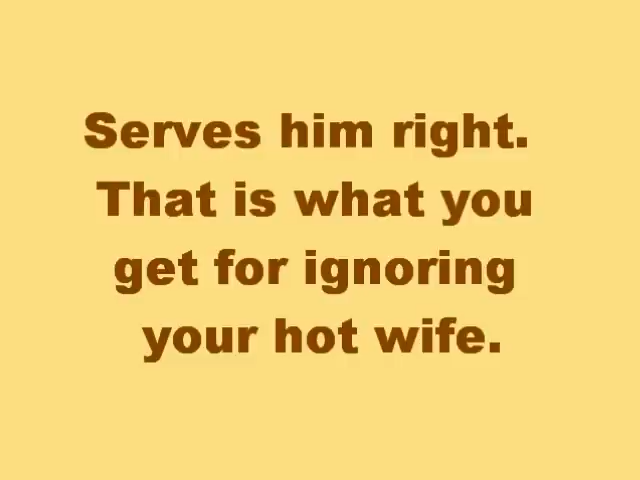 Serves him right.
That is what you
get for ignoring
your hot wife.